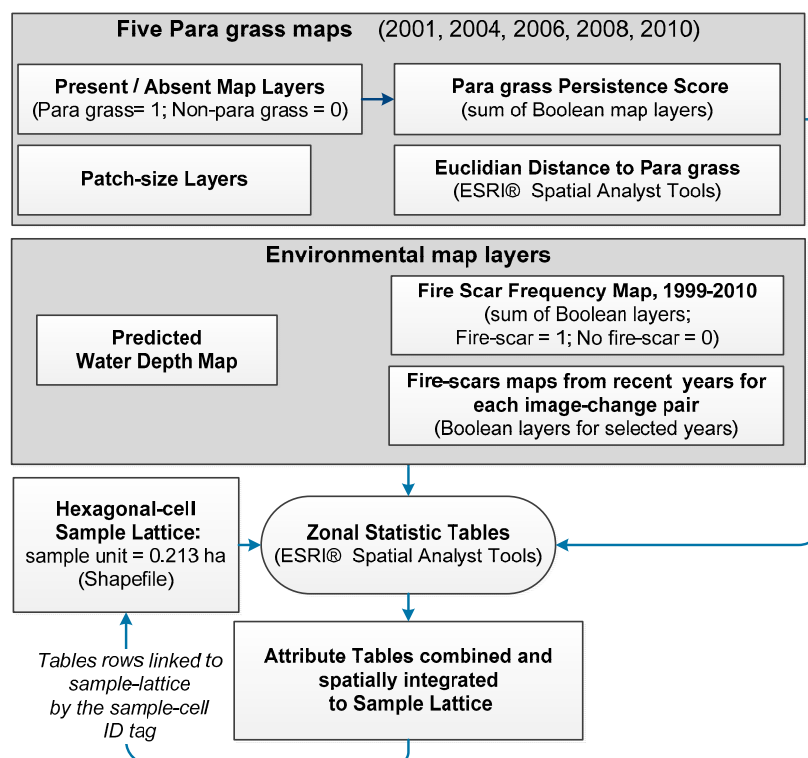 Five Para grass maps (2001, 2004, 2006, 2008, 2010)
Present / Absent Map Layers
(Para grass= 1; Non-para grass = 0)
Para grass Persistence Score
(sum of Boolean map layers)
Patch-size Layers
Euclidian Distance to Para grass
(ESRI® Spatial Analyst Tools)
Environmental map layers
Predicted
Water Depth Map
Fire Scar Frequency Map, 1999-2010
(sum of Boolean layers;
Fire-scar = 1; No fire-scar = 0)
Fire-scars maps from recent years for
each image-change pair
(Boolean layers for selected years)
Hexagonal-cell
Sample Lattice:
sample unit = 0.213 ha
(Shapefile)
Zonal Statistic Tables
(ESRI® Spatial Analyst Tools)
Tables rows linked to
sample-lattice
by the sample-cell
ID tag
Attribute Tables combined and
spatially integrated
to Sample Lattice